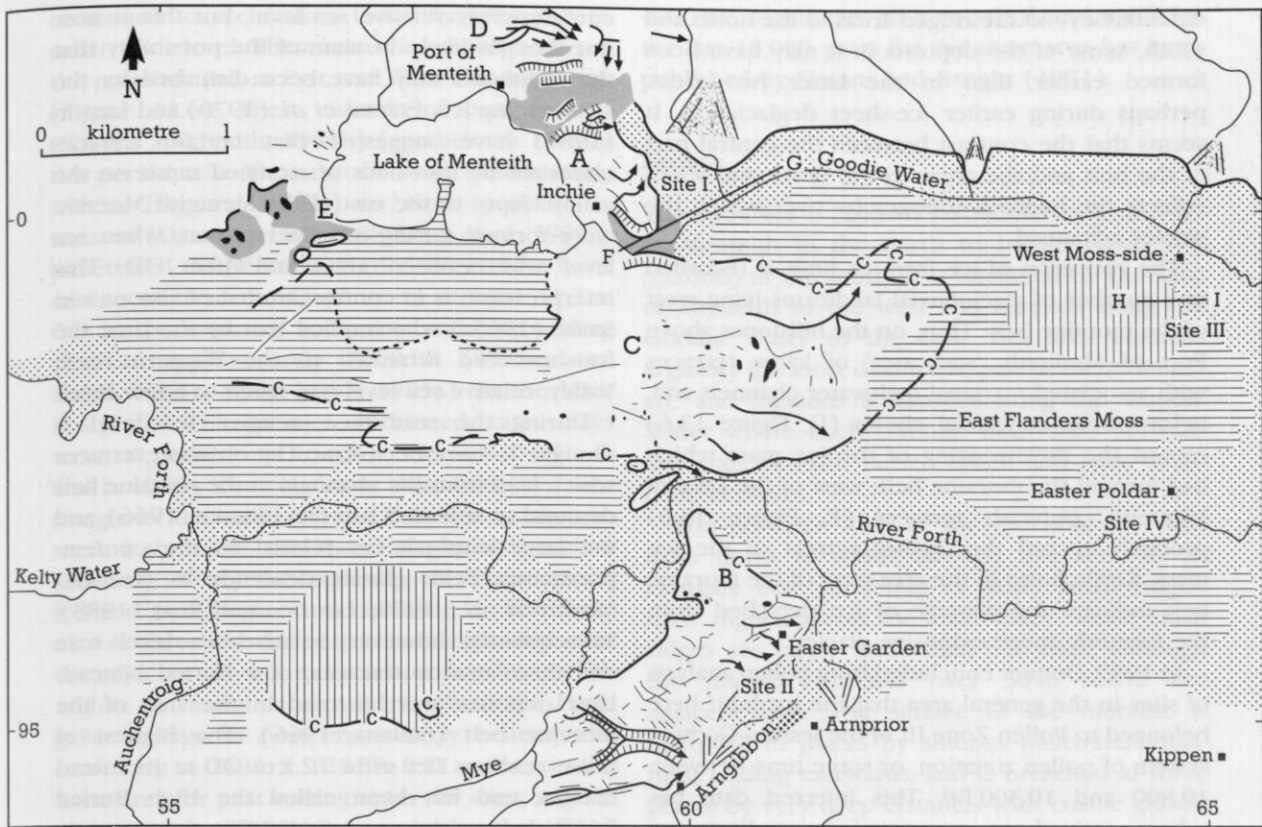 D
Port of
Menteith
N
0 kilometre 1
Lake of Menteith
A
Inchie
Site I
G
Goodie Water
0
E
F
C
C
C
West Moss-side
H
I
Site III
C
C
C
C
C
C
C
East Flanders Moss
River
Forth
C
C
C
C
C
Easter Poldar
Site IV
River Forth
Kelty Water
B
C
Easter Garden
Site II
Auchentroig
C
C
C
95
Mye
Arngibbon
Arnprior
Kipper
55
60
65